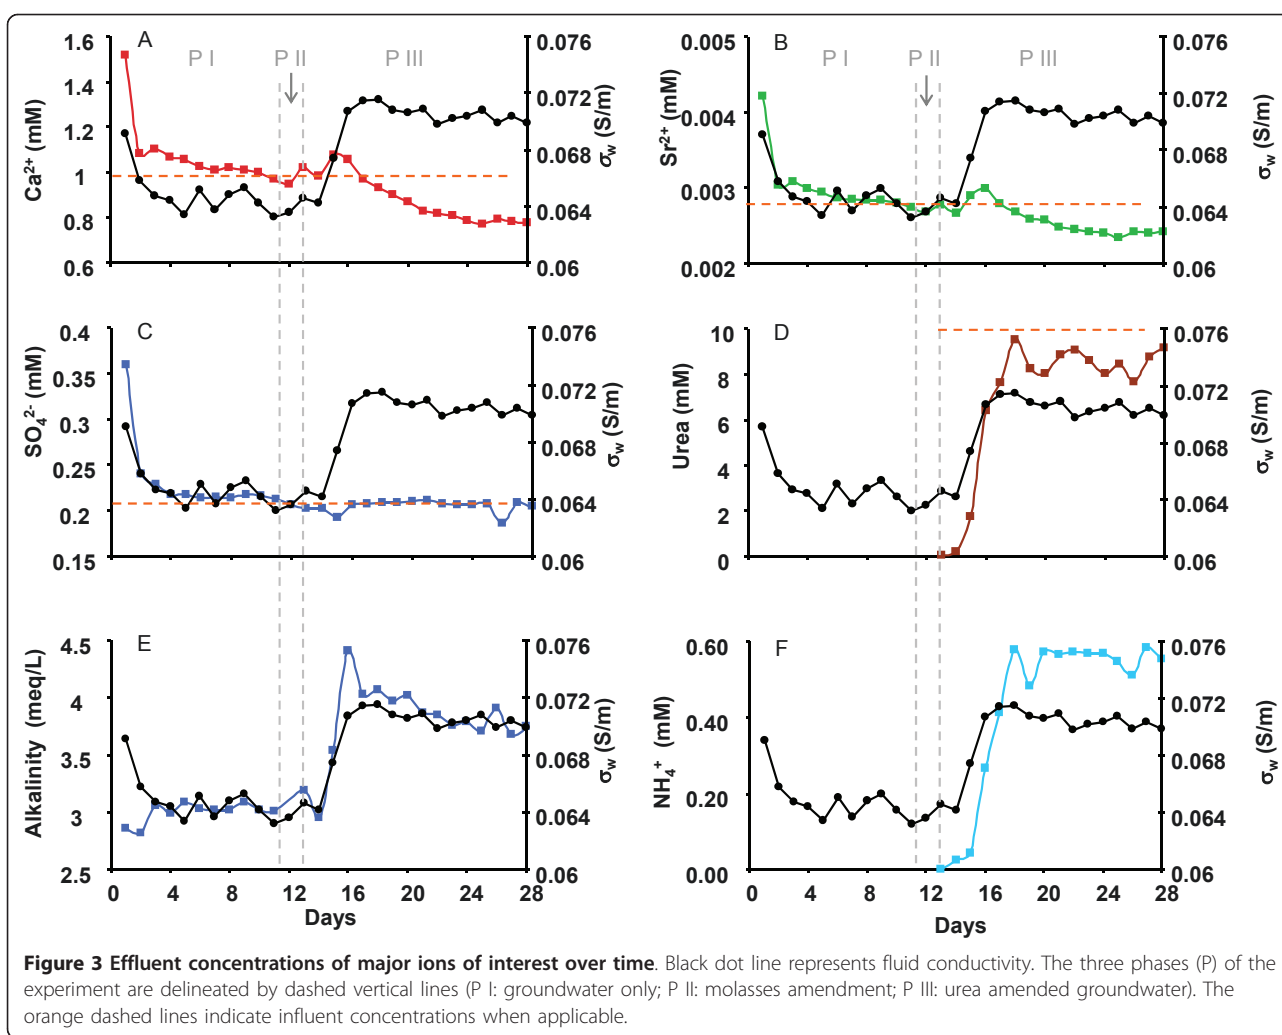 A
B
P I
P II
P III
P I
P II
P III
Ca²⁺ (mM)
1.6
1.4
1.2
1
0.8
0.6
0.076
0.072
0.068
0.064
0.06
σw (S/m)
Sr²⁺ (mM)
0.005
0.004
0.003
0.002
0.076
0.072
0.068
0.064
0.06
σw (S/m)
C
SO₄²⁻ (mM)
0.4
0.35
0.3
0.25
0.2
0.15
0.076
0.072
0.068
0.064
0.06
σw (S/m)
D
Urea (mM)
10
8
6
4
2
0
0.076
0.072
0.068
0.064
0.06
σw (S/m)
E
Alkalinity (meq/L)
4.5
4
3.5
3
2.5
0.076
0.072
0.068
0.064
0.06
σw (S/m)
0 4 8 12 16 20 24 28
Days
F
NH₄⁺ (mM)
0.60
0.40
0.20
0.00
0.076
0.072
0.068
0.064
0.06
σw (S/m)
0 4 8 12 16 20 24 28
Days
Figure 3 Effluent concentrations of major ions of interest over time. Black dot line represents fluid conductivity. The three phases (P) of the
experiment are delineated by dashed vertical lines (P I: groundwater only; P II: molasses amendment; P III: urea amended groundwater). The
orange dashed lines indicate influent concentrations when applicable.